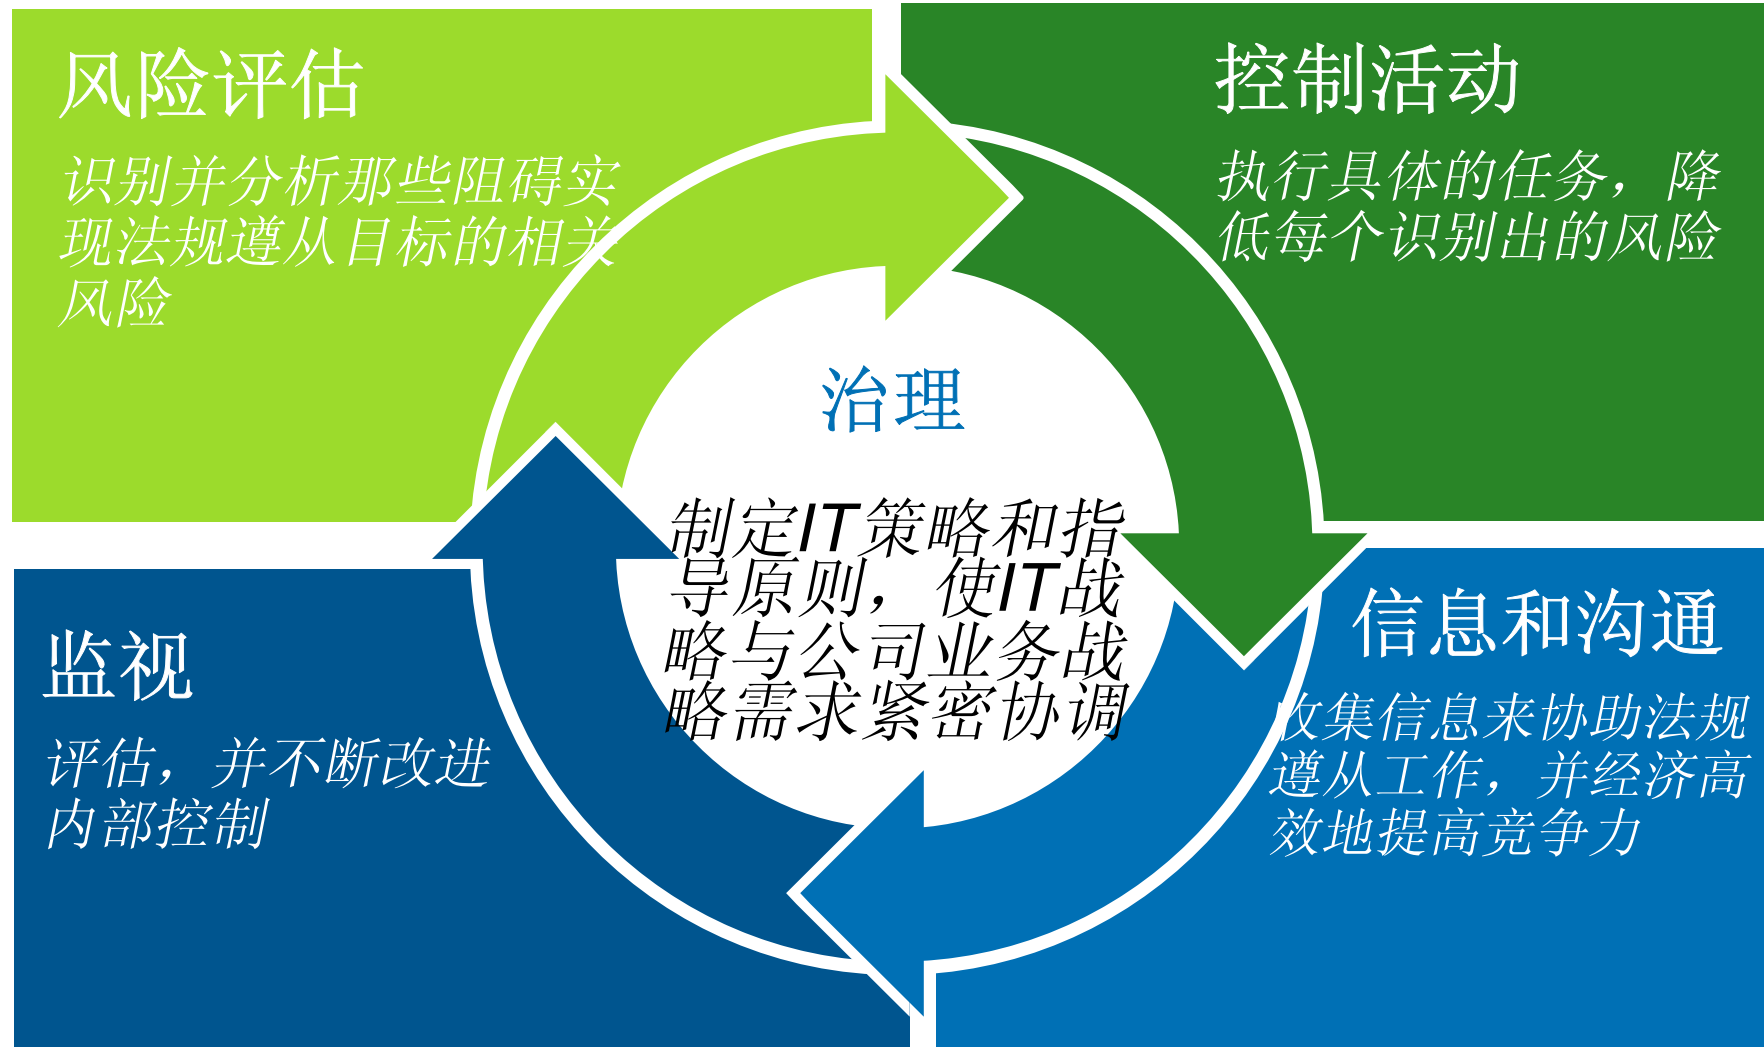 风险评估
识别并分析那些阻碍实
现法规遵从目标的相关
风险
控制活动
执行具体的任务，降
低每个识别出的风险
治理
制定IT策略和指
导原则，使IT战
略与公司业务战
略需求紧密协调
监视
评估，并不断改进
内部控制
信息和沟通
收集信息来协助法规
遵从工作，并经济高
效地提高竞争力